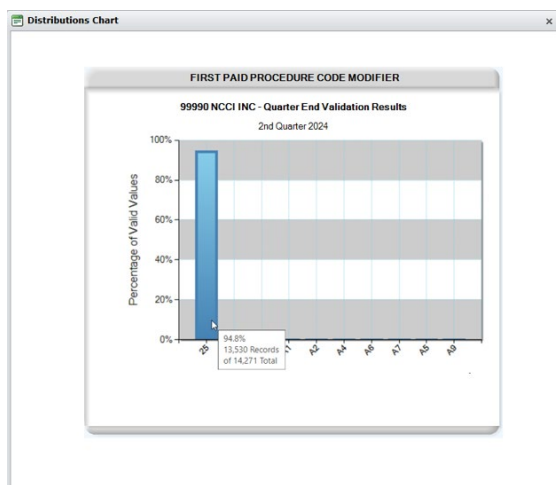 Distributions Chart
x
FIRST PAID PROCEDURE CODE MODIFIER
99990 NCCI INC - Quarter End Validation Results
2nd Quarter 2024
Percentage of Valid Values
100%
80%
60%
40%
20%
0%
94.8%
13,530 Records
of 14,271 Total
25
A2
A4
A6
A7
A5
A9